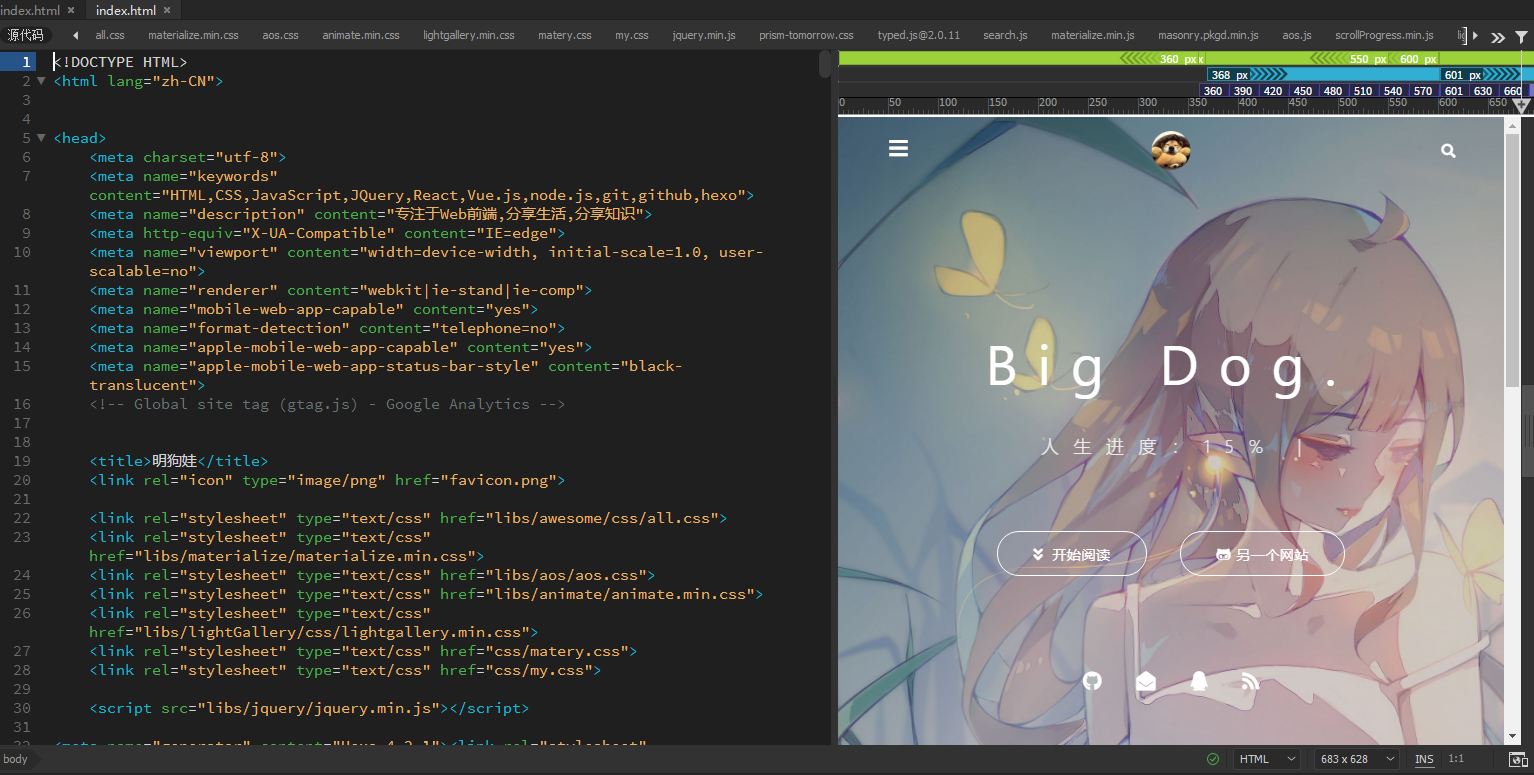 index.html × index.html ×
源代码 all.css materialize.min.css aos.css animate.min.css lightgallery.min.css matery.css my.css jquery.min.js prism-tomorrow.css typed.js@2.0.11 search.js materialize.min.js masonry.pkgd.min.js aos.js scrollProgress.min.js
1 <!DOCTYPE HTML>
2 <html lang="zh-CN">
3
4
5 <head>
6 <meta charset="utf-8">
7 <meta name="keywords"
content="HTML,CSS,JavaScript,JQuery,React,Vue.js,node.js,git,github,hexo">
8 <meta name="description" content="专注于Web前端,分享生活,分享知识">
9 <meta http-equiv="X-UA-Compatible" content="IE=edge">
10 <meta name="viewport" content="width=device-width, initial-scale=1.0, user-
scalable=no">
11 <meta name="renderer" content="webkit|ie-stand|ie-comp">
12 <meta name="mobile-web-app-capable" content="yes">
13 <meta name="format-detection" content="telephone=no">
14 <meta name="apple-mobile-web-app-capable" content="yes">
15 <meta name="apple-mobile-web-app-status-bar-style" content="black-
translucent">
16 <!-- Global site tag (gtag.js) - Google Analytics -->
17
18
19 <title>明狗娃</title>
20 <link rel="icon" type="image/png" href="favicon.png">
21
22 <link rel="stylesheet" type="text/css" href="libs/awesome/css/all.css">
23 <link rel="stylesheet" type="text/css"
href="libs/materialize/materialize.min.css">
24 <link rel="stylesheet" type="text/css" href="libs/aos/aos.css">
25 <link rel="stylesheet" type="text/css" href="libs/animate/animate.min.css">
26 <link rel="stylesheet" type="text/css"
href="libs/lightGallery/css/lightgallery.min.css">
27 <link rel="stylesheet" type="text/css" href="css/matery.css">
28 <link rel="stylesheet" type="text/css" href="css/my.css">
29
30 <script src="libs/jquery/jquery.min.js"></script>
31
360 px 550 px 600 px
368 px 601 px
360 390 420 450 480 510 540 570 601 630 660
0 50 100 150 200 250 300 350 400 450 500 550 600 650
Big Dog.
人生进度: 15% |
开始阅读 另一个网站
body HTML 683 x 628 INS 1:1